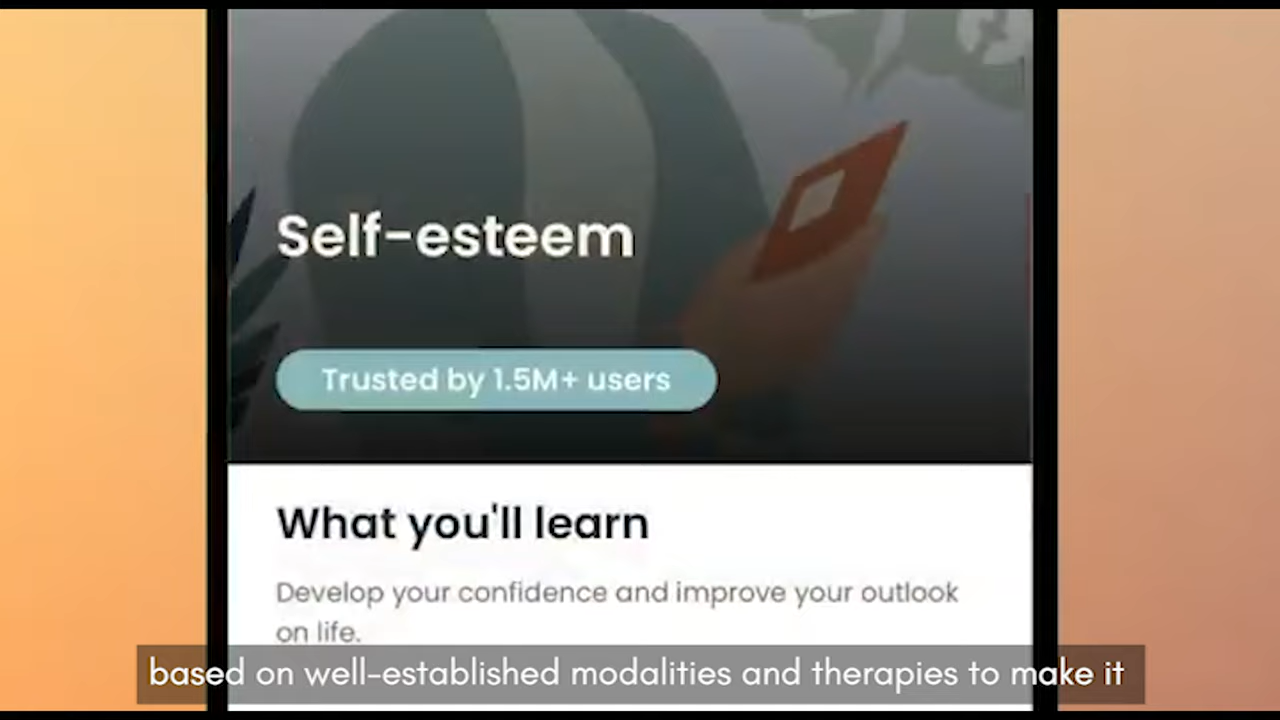 Self-esteem
Trusted by 1.5M+ users
What you'll learn
Develop your confidence and improve your outlook
on life.
based on well-established modalities and therapies to make it